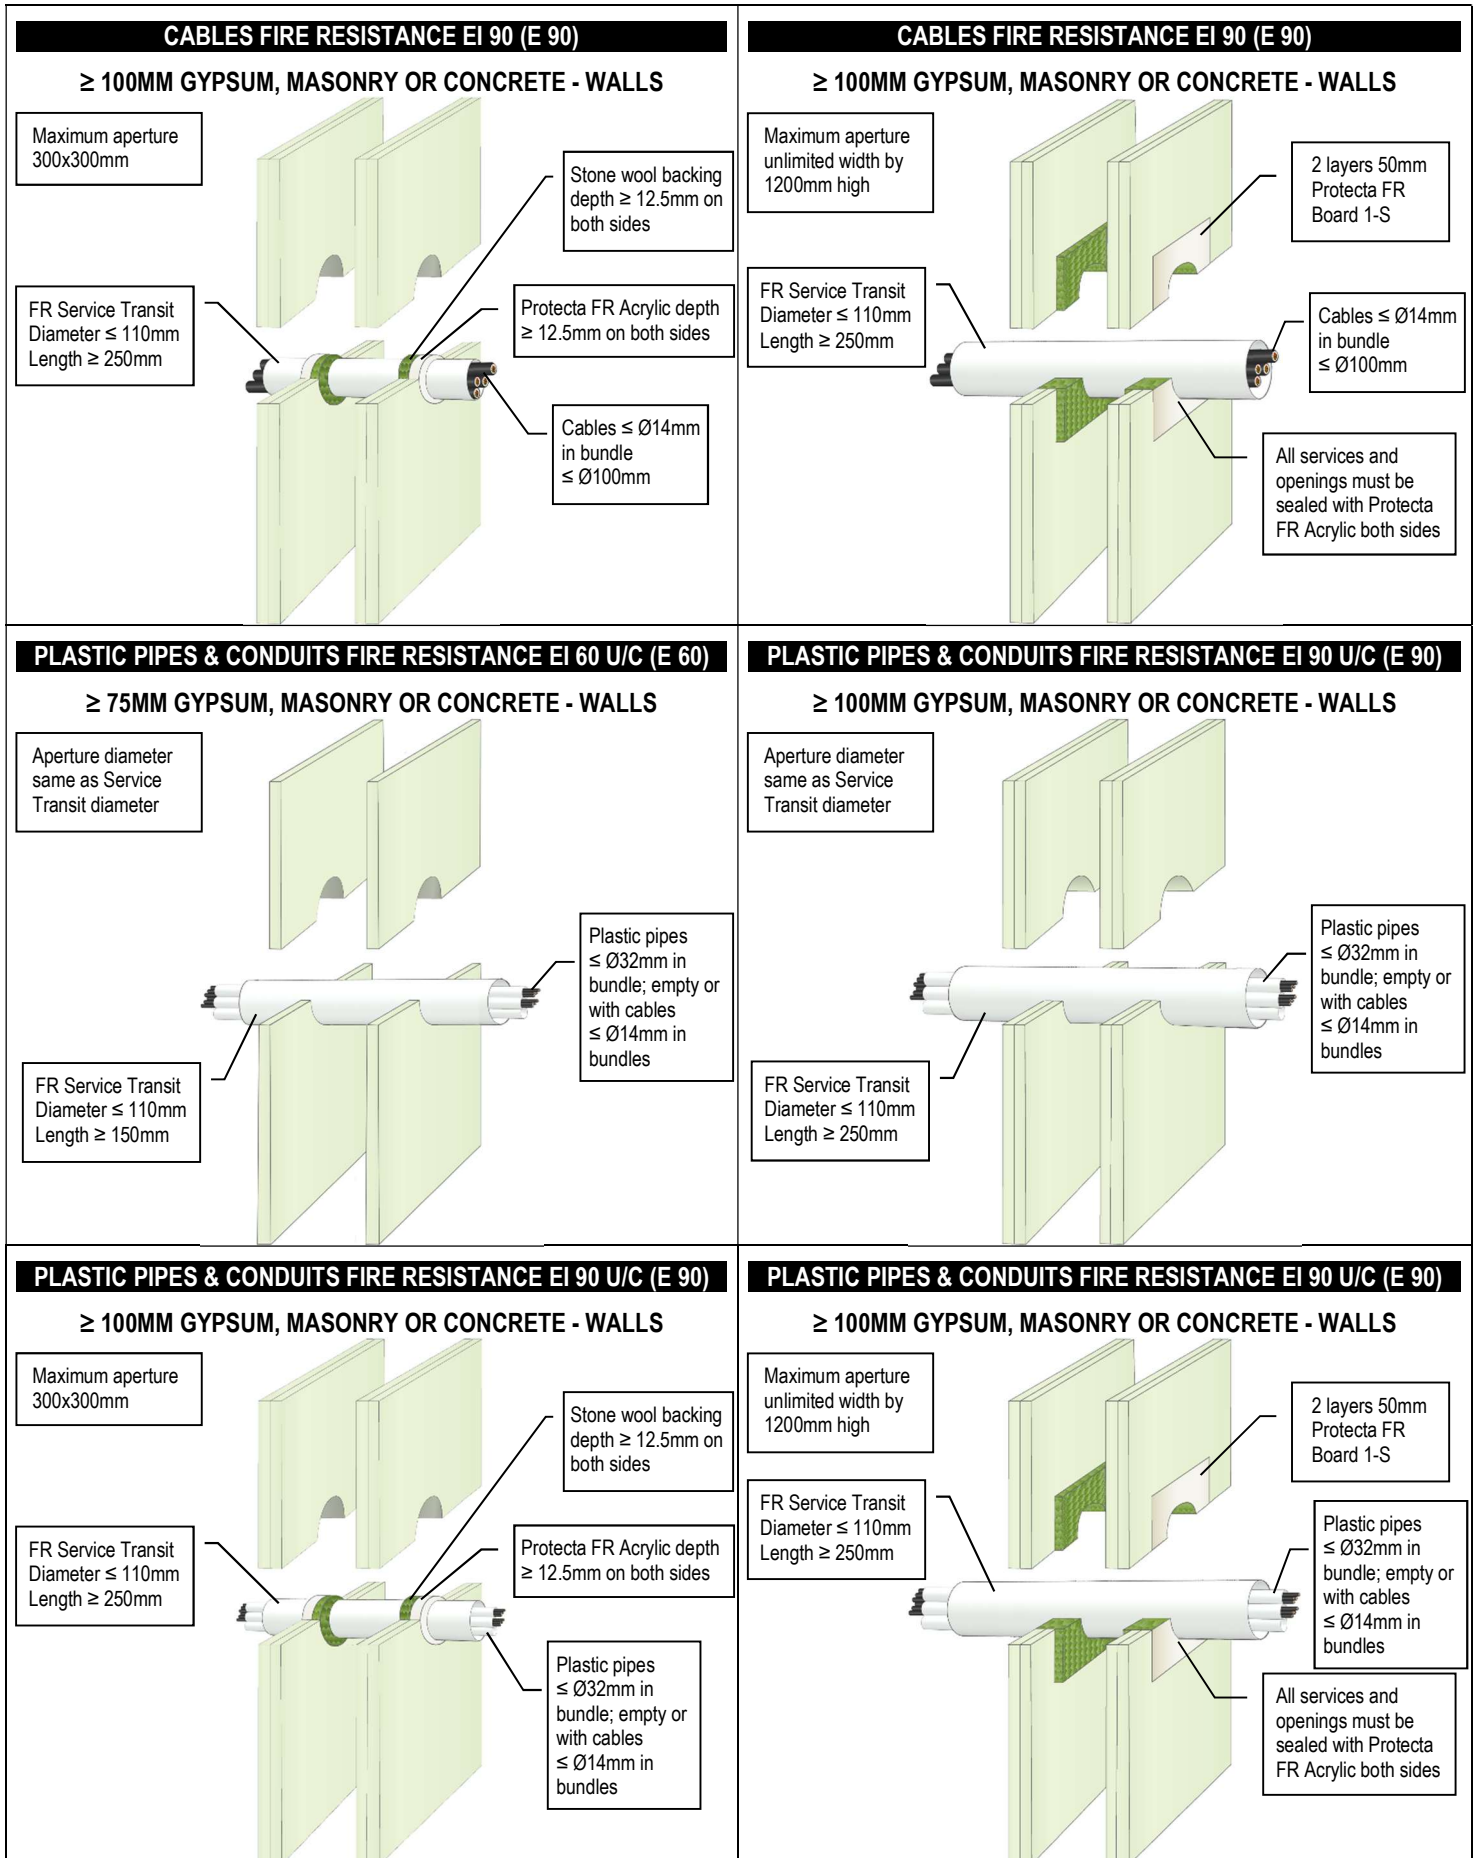 CABLES FIRE RESISTANCE EI 90 (E 90)
≥ 100MM GYPSUM, MASONRY OR CONCRETE - WALLS
Maximum aperture
300x300mm
Stone wool backing
depth ≥ 12.5mm on
both sides
FR Service Transit
Diameter ≤ 110mm
Length ≥ 250mm
Protecta FR Acrylic depth
≥ 12.5mm on both sides
Cables ≤ Ø14mm
in bundle
≤ Ø100mm
CABLES FIRE RESISTANCE EI 90 (E 90)
≥ 100MM GYPSUM, MASONRY OR CONCRETE - WALLS
Maximum aperture
unlimited width by
1200mm high
2 layers 50mm
Protecta FR
Board 1-S
FR Service Transit
Diameter ≤ 110mm
Length ≥ 250mm
Cables ≤ Ø14mm
in bundle
≤ Ø100mm
All services and
openings must be
sealed with Protecta
FR Acrylic both sides
PLASTIC PIPES & CONDUITS FIRE RESISTANCE EI 60 U/C (E 60)
≥ 75MM GYPSUM, MASONRY OR CONCRETE - WALLS
Aperture diameter
same as Service
Transit diameter
Plastic pipes
≤ Ø32mm in
bundle; empty or
with cables
≤ Ø14mm in
bundles
FR Service Transit
Diameter ≤ 110mm
Length ≥ 150mm
PLASTIC PIPES & CONDUITS FIRE RESISTANCE EI 90 U/C (E 90)
≥ 100MM GYPSUM, MASONRY OR CONCRETE - WALLS
Aperture diameter
same as Service
Transit diameter
Plastic pipes
≤ Ø32mm in
bundle; empty or
with cables
≤ Ø14mm in
bundles
FR Service Transit
Diameter ≤ 110mm
Length ≥ 250mm
PLASTIC PIPES & CONDUITS FIRE RESISTANCE EI 90 U/C (E 90)
≥ 100MM GYPSUM, MASONRY OR CONCRETE - WALLS
Maximum aperture
300x300mm
Stone wool backing
depth ≥ 12.5mm on
both sides
FR Service Transit
Diameter ≤ 110mm
Length ≥ 250mm
Protecta FR Acrylic depth
≥ 12.5mm on both sides
Plastic pipes
≤ Ø32mm in
bundle; empty or
with cables
≤ Ø14mm in
bundles
PLASTIC PIPES & CONDUITS FIRE RESISTANCE EI 90 U/C (E 90)
≥ 100MM GYPSUM, MASONRY OR CONCRETE - WALLS
Maximum aperture
unlimited width by
1200mm high
2 layers 50mm
Protecta FR
Board 1-S
FR Service Transit
Diameter ≤ 110mm
Length ≥ 250mm
Plastic pipes
≤ Ø32mm in
bundle; empty or
with cables
≤ Ø14mm in
bundles
All services and
openings must be
sealed with Protecta
FR Acrylic both sides